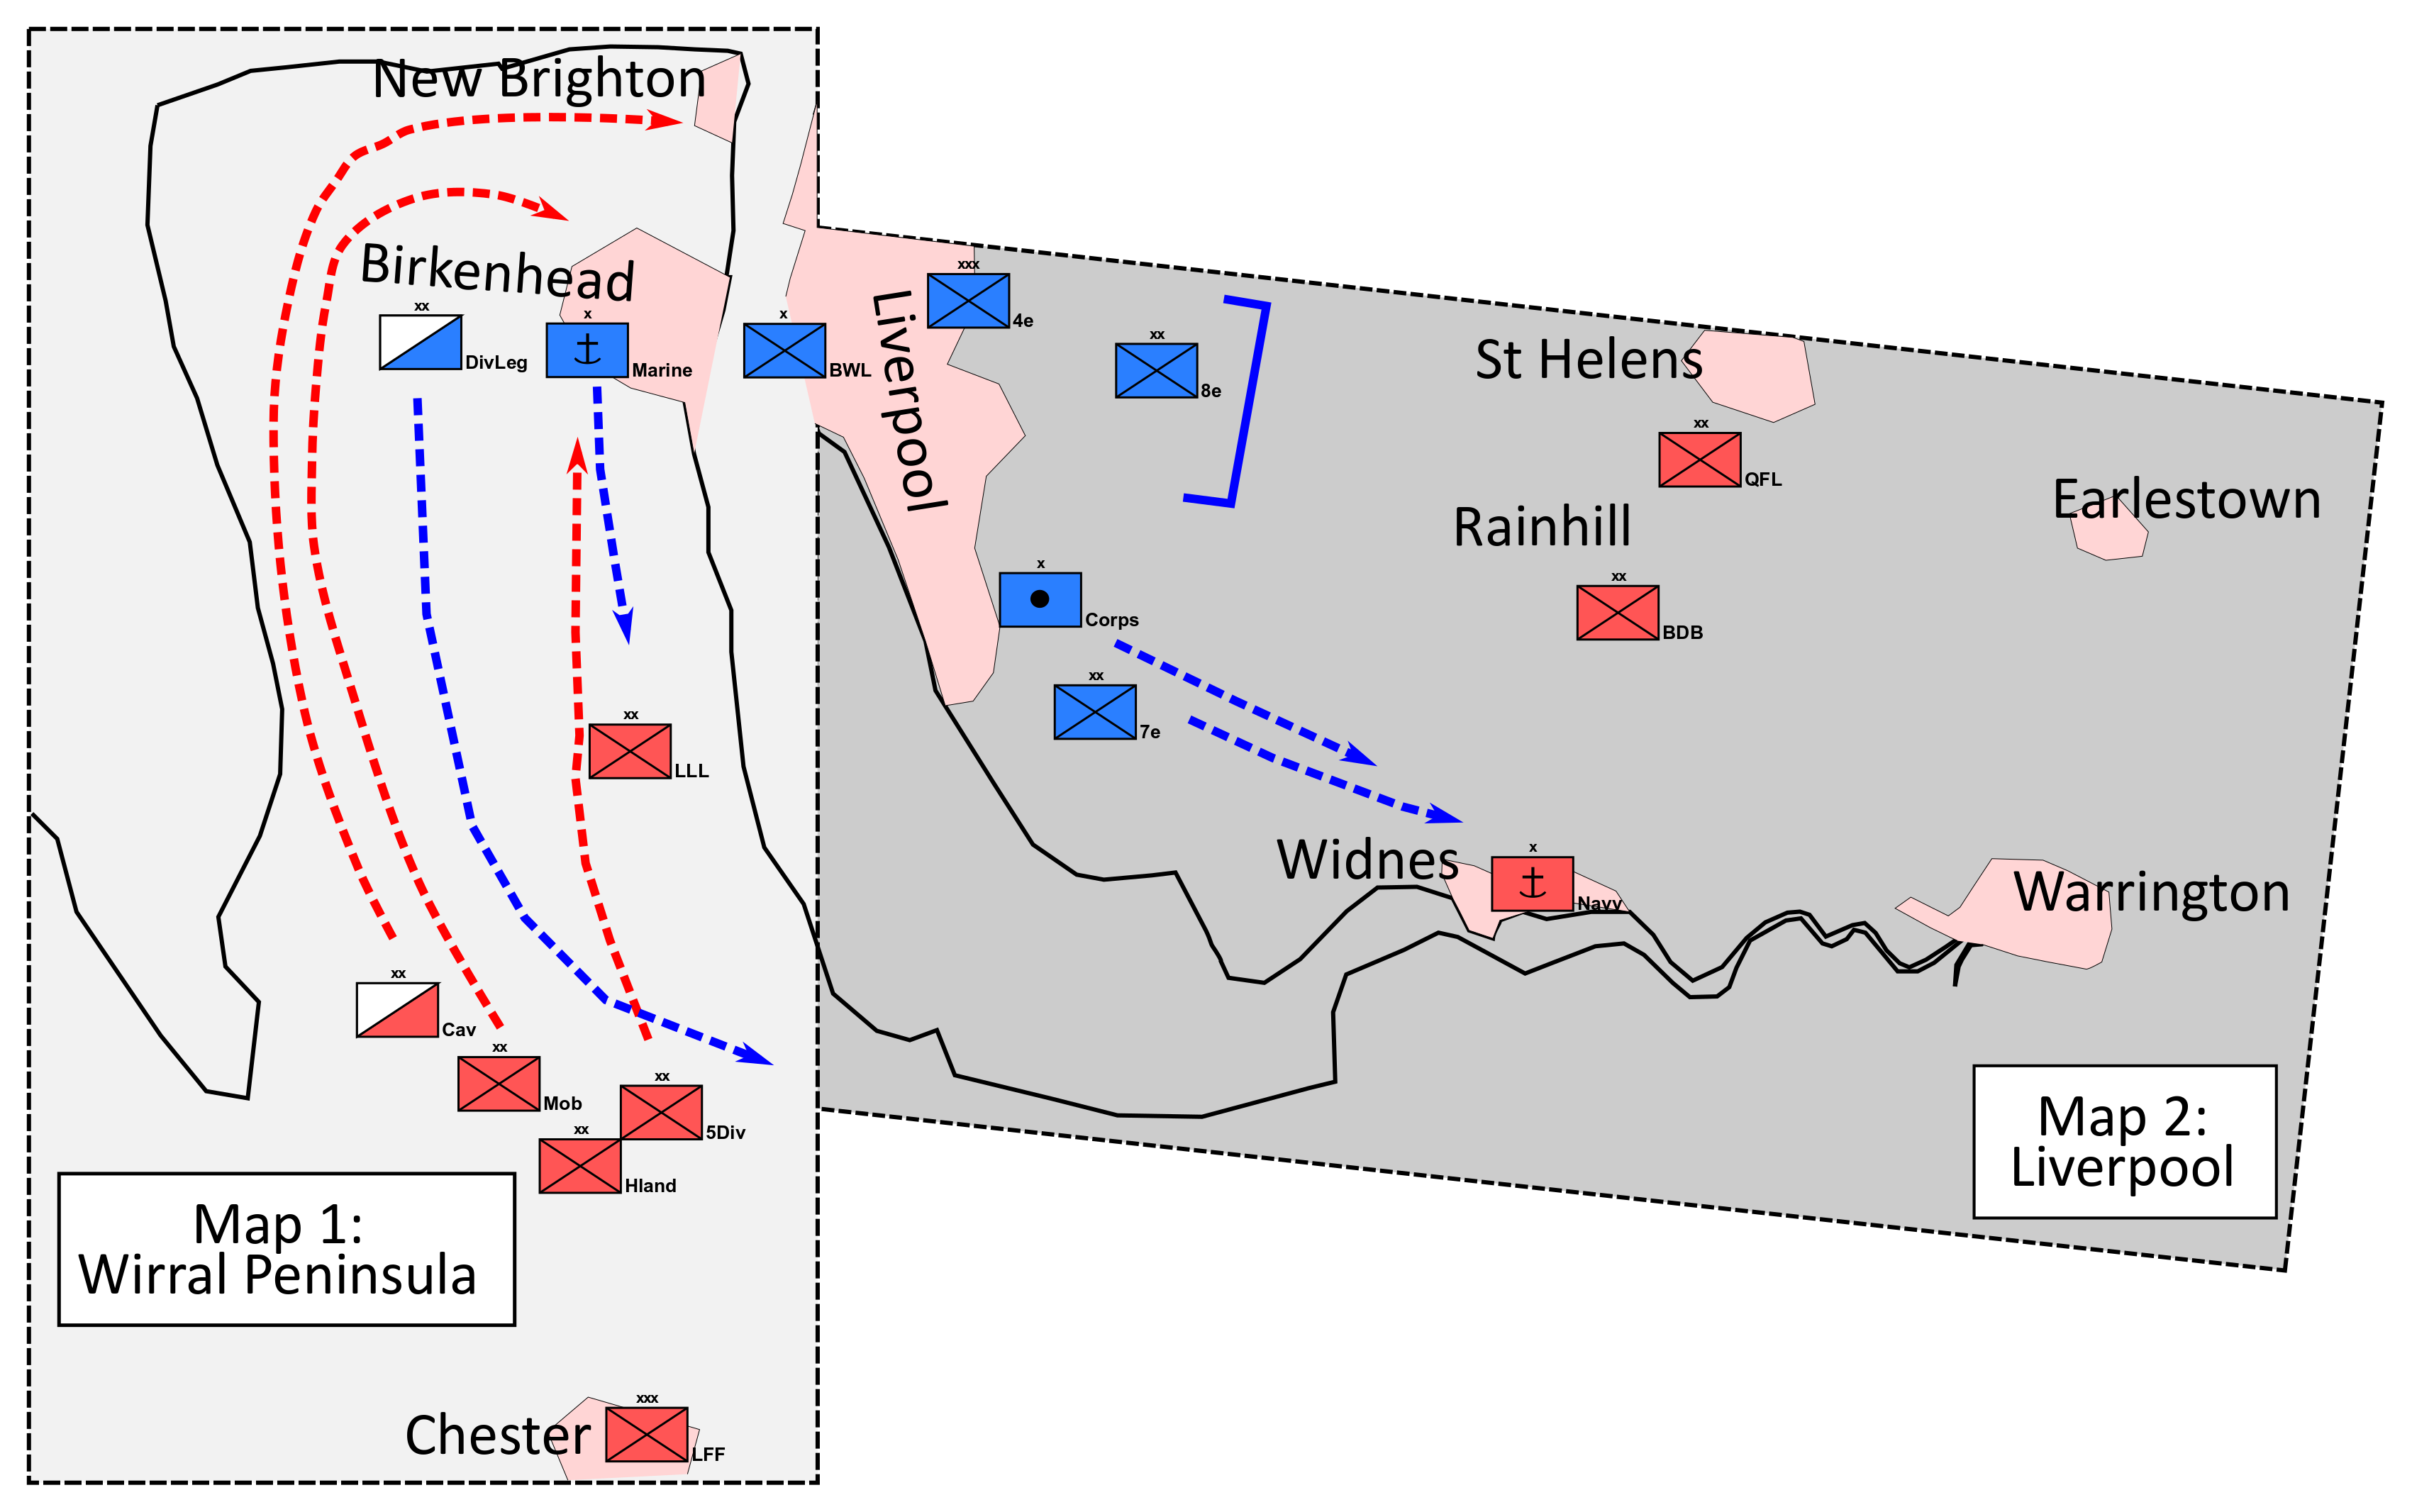 New Brighton
Birkenhead
xx
DivLeg
x
Marine
x
BWL
Liverpool
xxx
4e
xx
8e
St Helens
xx
QFL
Earlestown
Rainhill
x
Corps
xx
BDB
xx
7e
xx
LLL
Widnes
x
Navy
Warrington
xx
Cav
xx
Mob
xx
5Div
xx
Hland
Map 1:
Wirral Peninsula
Map 2:
Liverpool
Chester
xxx
LFF